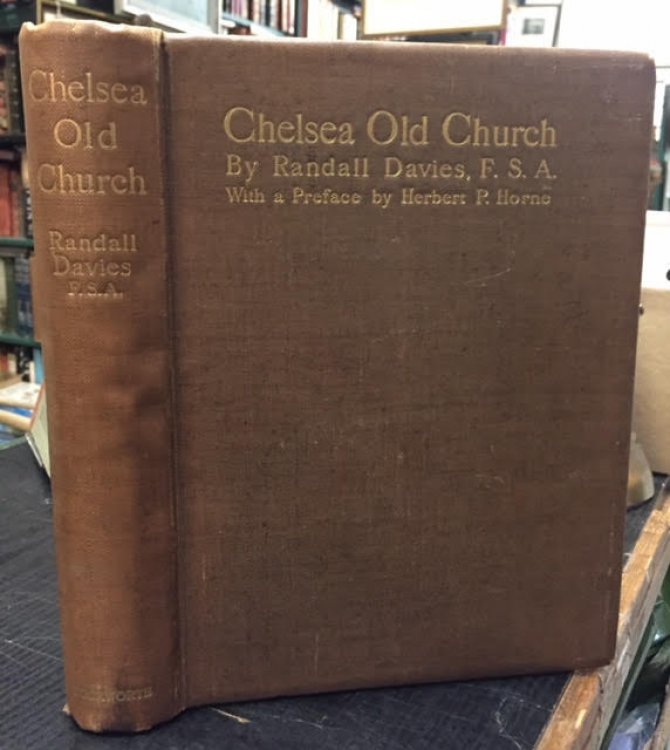 Chelsea
Old
Church
Randall
Davies
F.S.A.
Chelsea Old Church
By Randall Davies, F. S. A.
With a Preface by Herbert P. Horne